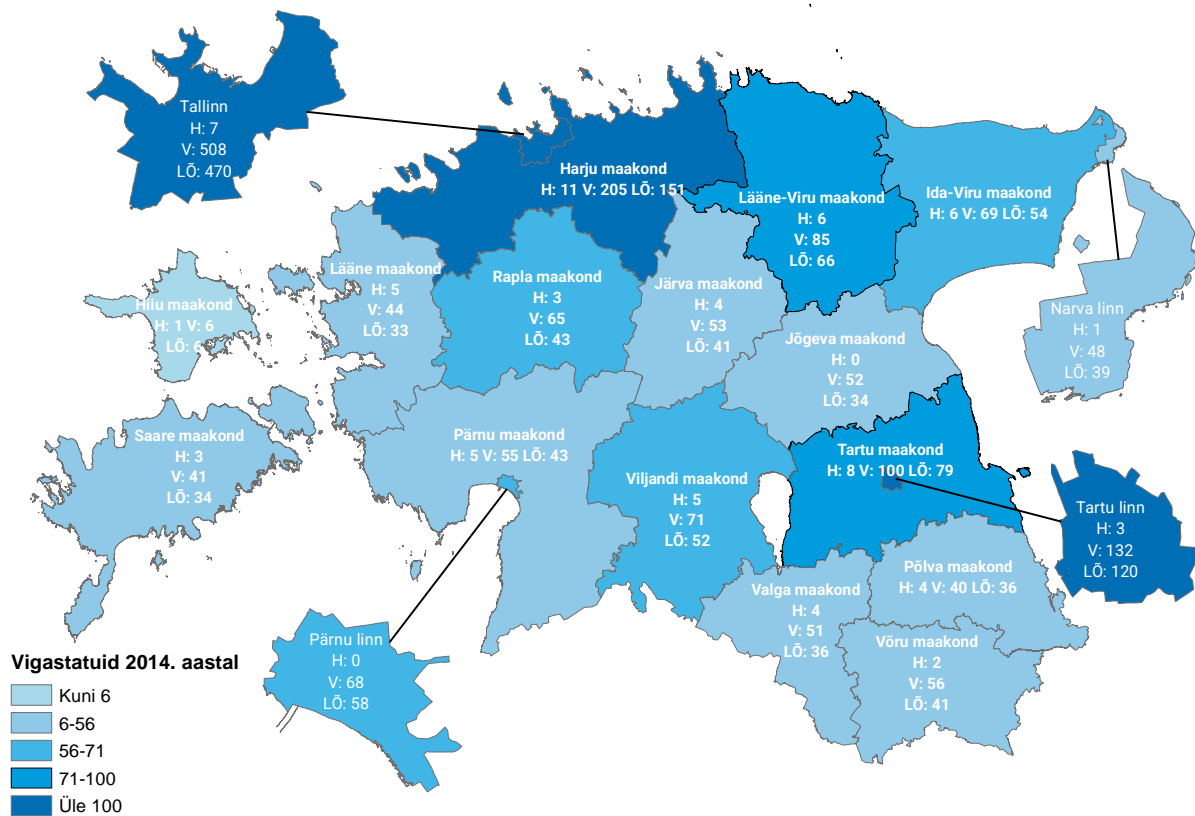 Tallinn
H: 7
V: 508
LÕ: 470
Harju maakond
H: 11 V: 205 LÕ: 151
Lääne-Viru maakond
H: 6
V: 85
LÕ: 66
Ida-Viru maakond
H: 6 V: 69 LÕ: 54
Narva linn
H: 1
V: 48
LÕ: 39
Hiiu maakond
H: 1 V: 6
LÕ: 6
Lääne maakond
H: 5
V: 44
LÕ: 33
Rapla maakond
H: 3
V: 65
LÕ: 43
Järva maakond
H: 4
V: 53
LÕ: 41
Jõgeva maakond
H: 0
V: 52
LÕ: 34
Saare maakond
H: 3
V: 41
LÕ: 34
Pärnu maakond
H: 5 V: 55 LÕ: 43
Viljandi maakond
H: 5
V: 71
LÕ: 52
Tartu maakond
H: 8 V: 100 LÕ: 79
Tartu linn
H: 3
V: 132
LÕ: 120
Põlva maakond
H: 4 V: 40 LÕ: 36
Valga maakond
H: 4
V: 51
LÕ: 36
Võru maakond
H: 2
V: 56
LÕ: 41
Pärnu linn
H: 0
V: 68
LÕ: 58
Vigastatuid 2014. aastal
Kuni 6
6-56
56-71
71-100
Üle 100